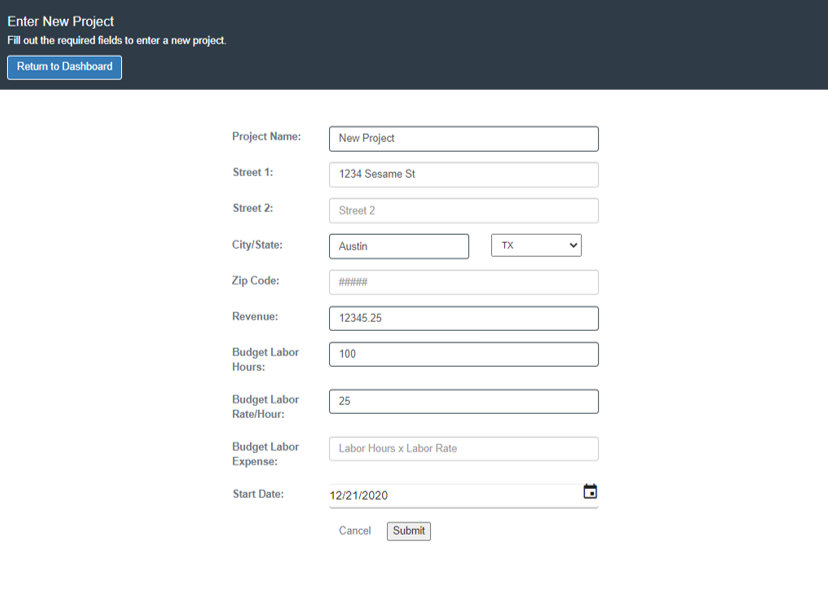 Enter New Project
Fill out the required fields to enter a new project.
Return to Dashboard
Project Name: New Project
Street 1: 1234 Sesame St
Street 2: Street 2
City/State: Austin TX
Zip Code: #####
Revenue: 12345.25
Budget Labor Hours: 100
Budget Labor Rate/Hour: 25
Budget Labor Expense: Labor Hours x Labor Rate
Start Date: 12/21/2020
Cancel Submit